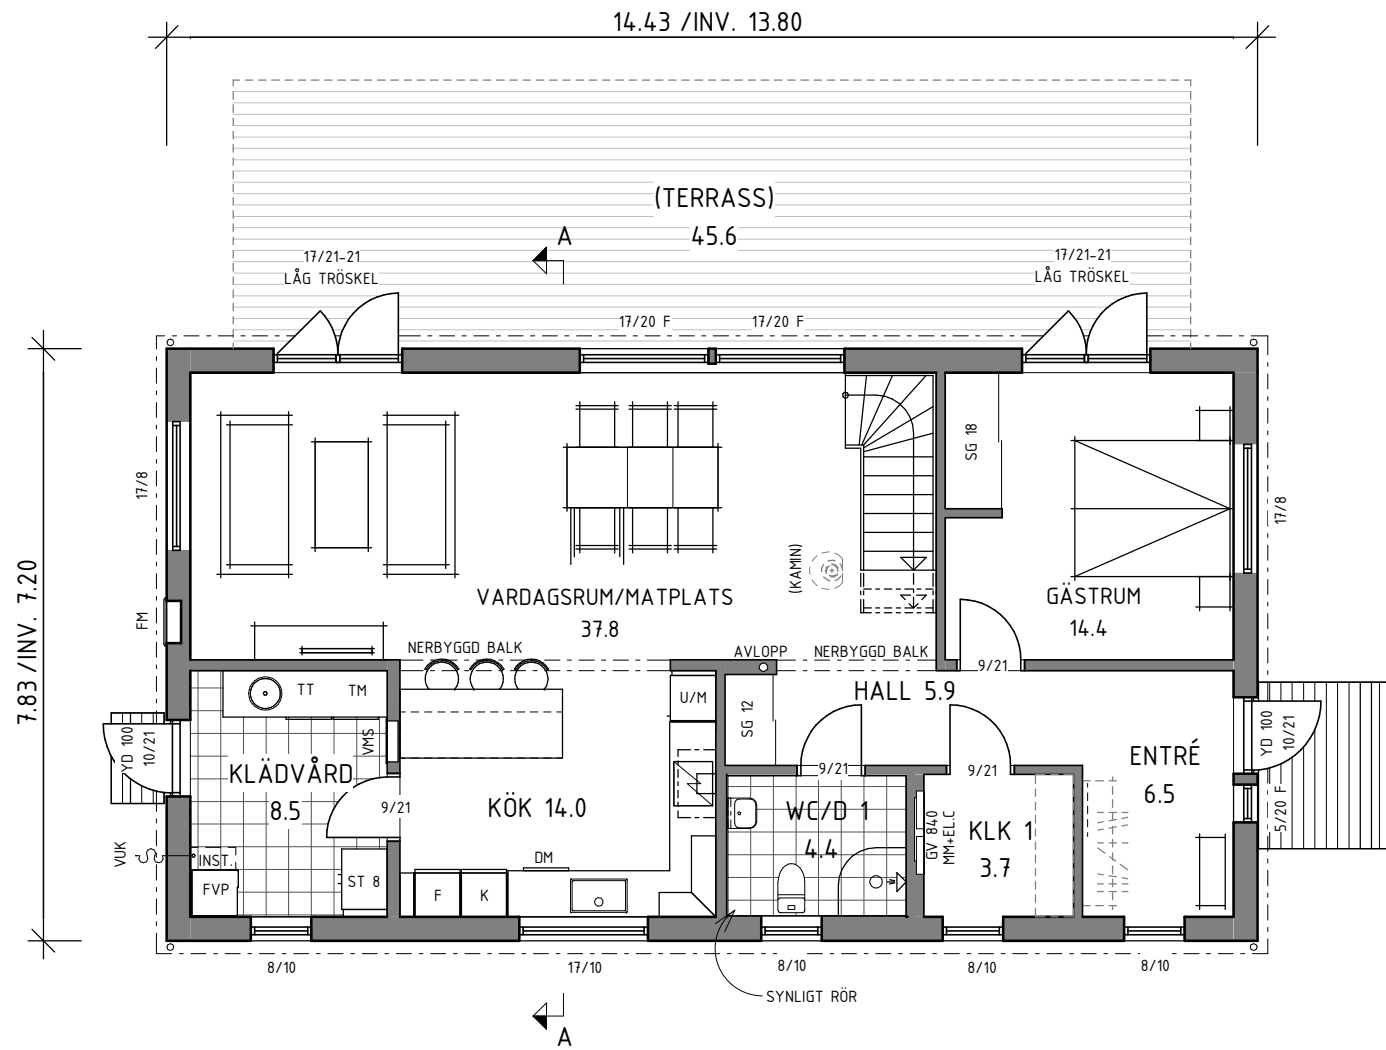 14.43 /INV. 13.80
(TERRASS)
45.6
A
17/21-21
LÅG TRÖSKEL
17/21-21
LÅG TRÖSKEL
17/20 F
17/20 F
7.83 /INV. 7.20
17/8
FM
SG 18
17/8
(KAMIN)
VARDAGSRUM/MATPLATS
37.8
GÄSTRUM
14.4
NERBYGGD BALK
AVLOPP
NERBYGGD BALK
9/21
TT
TM
U/M
HALL 5.9
SG 12
VMS
YD 100
10/21
KLÄDVÅRD
8.5
9/21
KÖK 14.0
9/21
9/21
ENTRÉ
6.5
YD 100
10/21
5/20 F
WC/D 1
4.4
GV 840
MM+EL.C
KLK 1
3.7
VUK
INST.
FVP
ST 8
DM
F
K
8/10
17/10
8/10
8/10
8/10
SYNLIGT RÖR
A